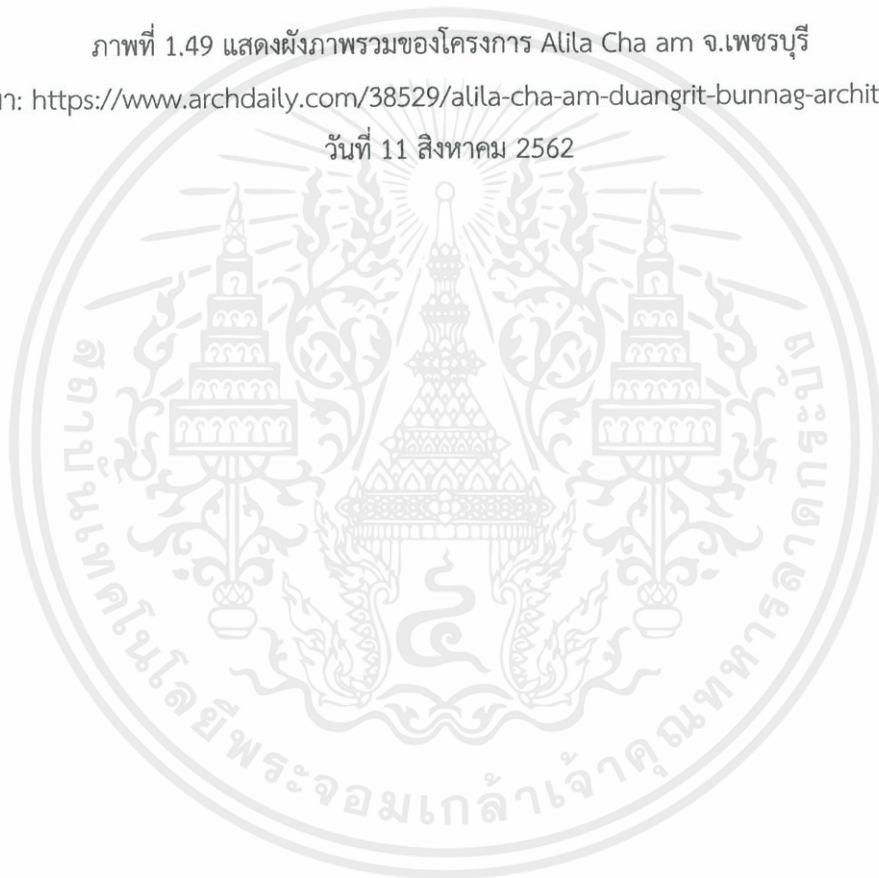 ภาพที่ 1.49 แสดงผังภาพรวมของโครงการ Alila Cha am จ.เพชรบุรี
มา: https://www.archdaily.com/38529/alila-cha-am-duangrit-bunnag-archit
วันที่ 11 สิงหาคม 2562
สถาบันเทคโนโลยีพระจอมเกล้าเจ้าคุณทหารลาดกระบัง
๔